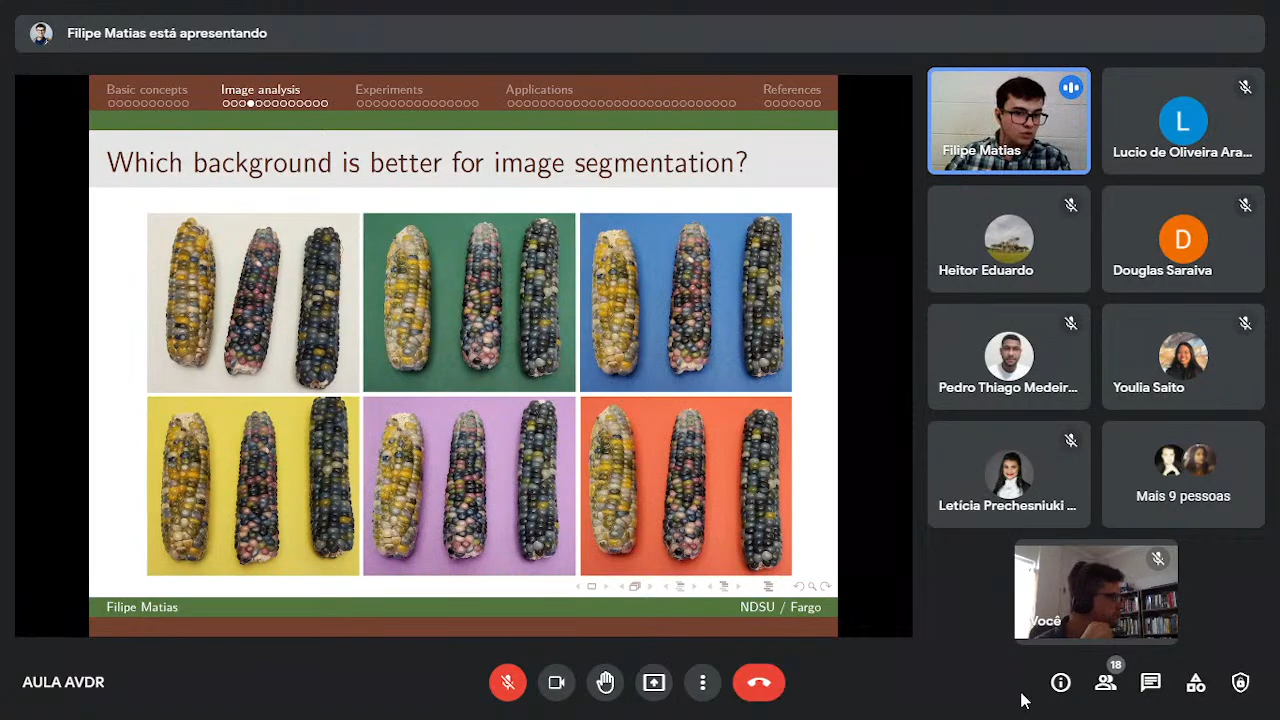 Filipe Matias está apresentando
Basic concepts
Image analysis
Experiments
Applications
References
Which background is better for image segmentation?
Filipe Matias
NDSU / Fargo
Filipe Matias
L
Lucio de Oliveira Ara...
Heitor Eduardo
D
Douglas Saraiva
Pedro Thiago Medeir...
Youlia Saito
Letícia Prechesniuki ...
Mais 9 pessoas
Você
AULA AVDR
18